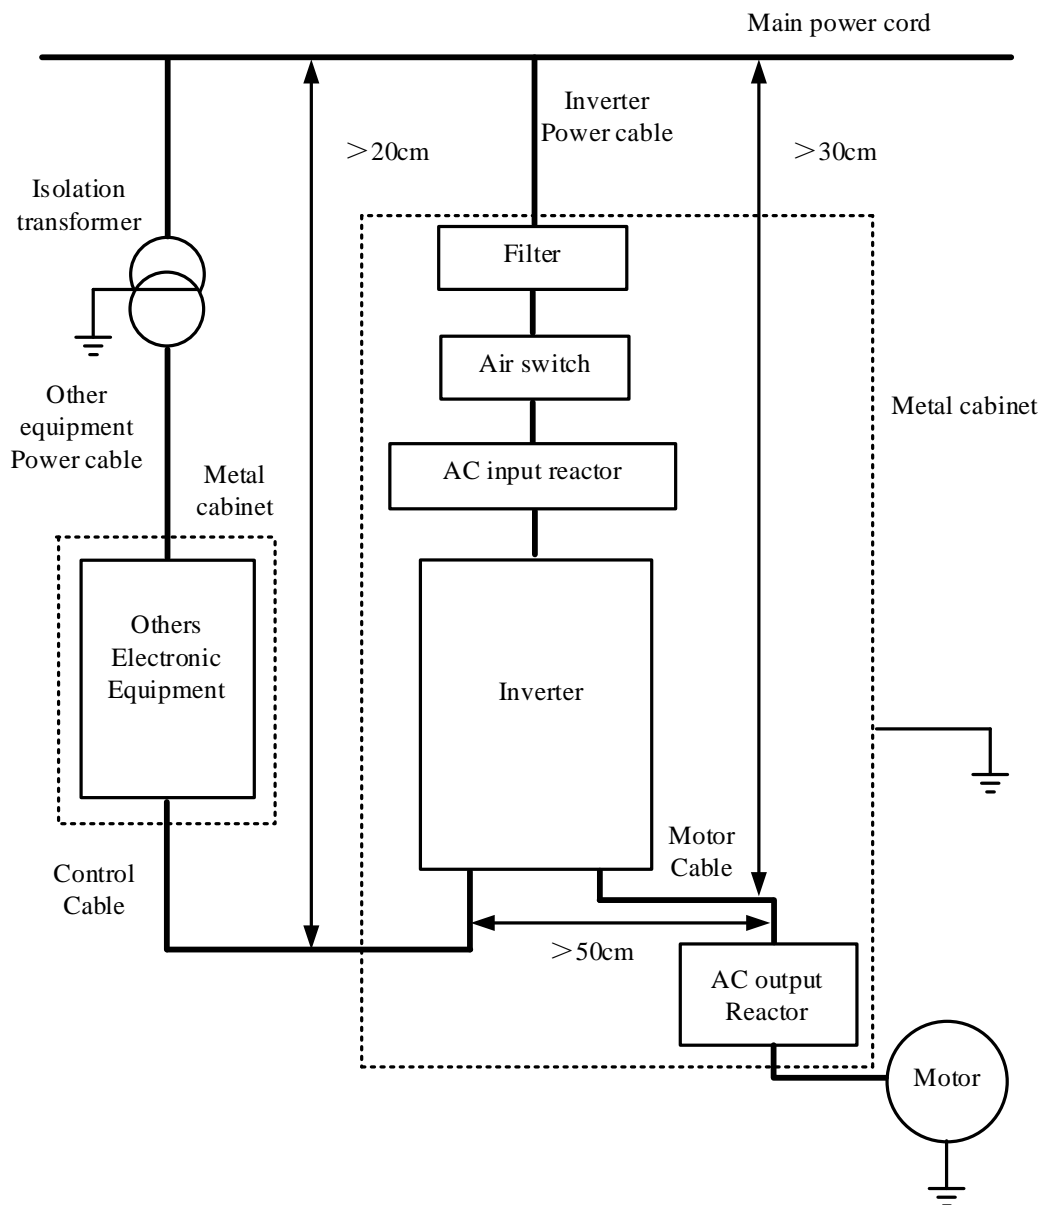 Main power cord
Inverter
Power cable
>20cm
>30cm
Isolation
transformer
Filter
Air switch
Other
equipment
Power cable
Metal cabinet
AC input reactor
Metal
cabinet
Others
Electronic
Equipment
Inverter
Motor
Cable
Control
Cable
>50cm
AC output
Reactor
Motor